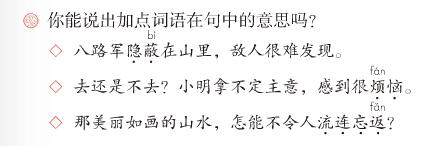 你能说出加点词语在句中的意思吗？
bì
◇ 八路军隐蔽在山里，敌人很难发现。
fán
◇ 去还是不去？小明拿不定主意，感到很烦恼。
fǎn
◇ 那美丽如画的山水，怎能不令人流连忘返？